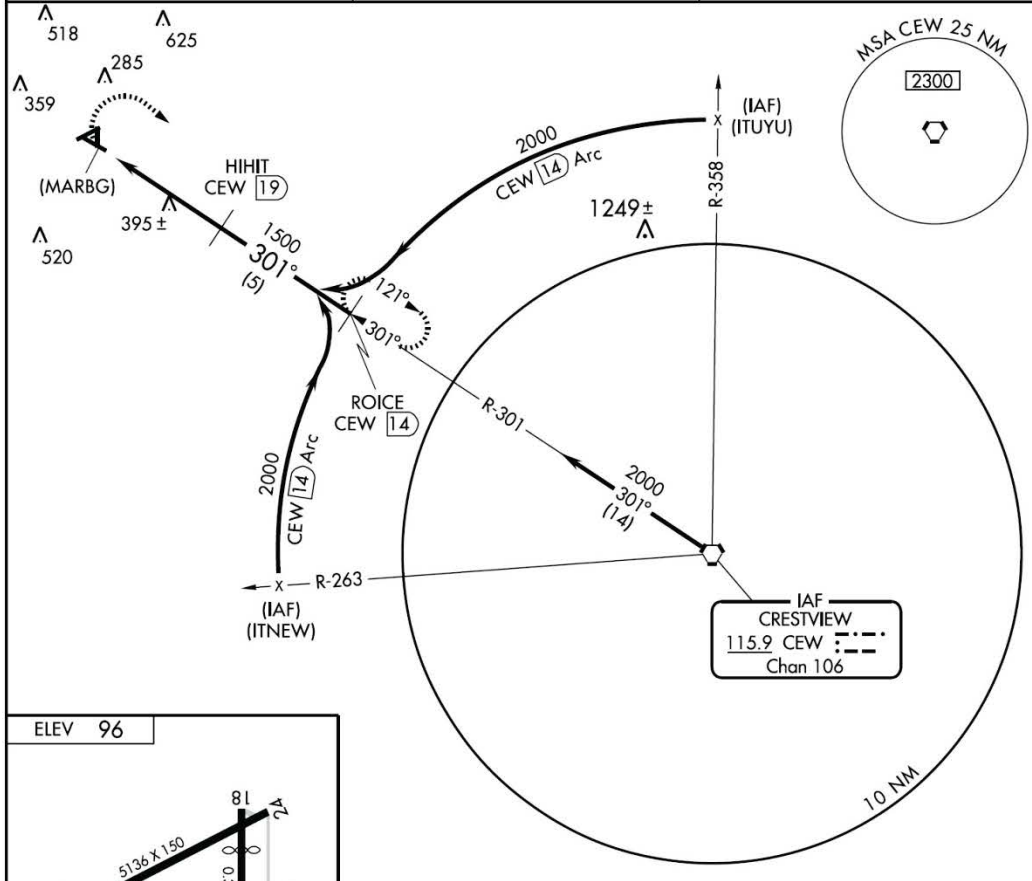 518
625
285
359
(MARBG)
HIHIT
CEW 19
395 ±
520
1500
301°
(5)
2000
CEW 14 Arc
(IAF)
(ITUYU)
R-358
1249 ±
MSA CEW 25 NM
2300
121°
301°
ROICE
CEW 14
R-301
2000
301°
(14)
2000
CEW 14 Arc
R-263
(IAF)
(ITNEW)
IAF
CRESTVIEW
115.9 CEW
Chan 106
10 NM
ELEV 96
18
24
5136 X 150